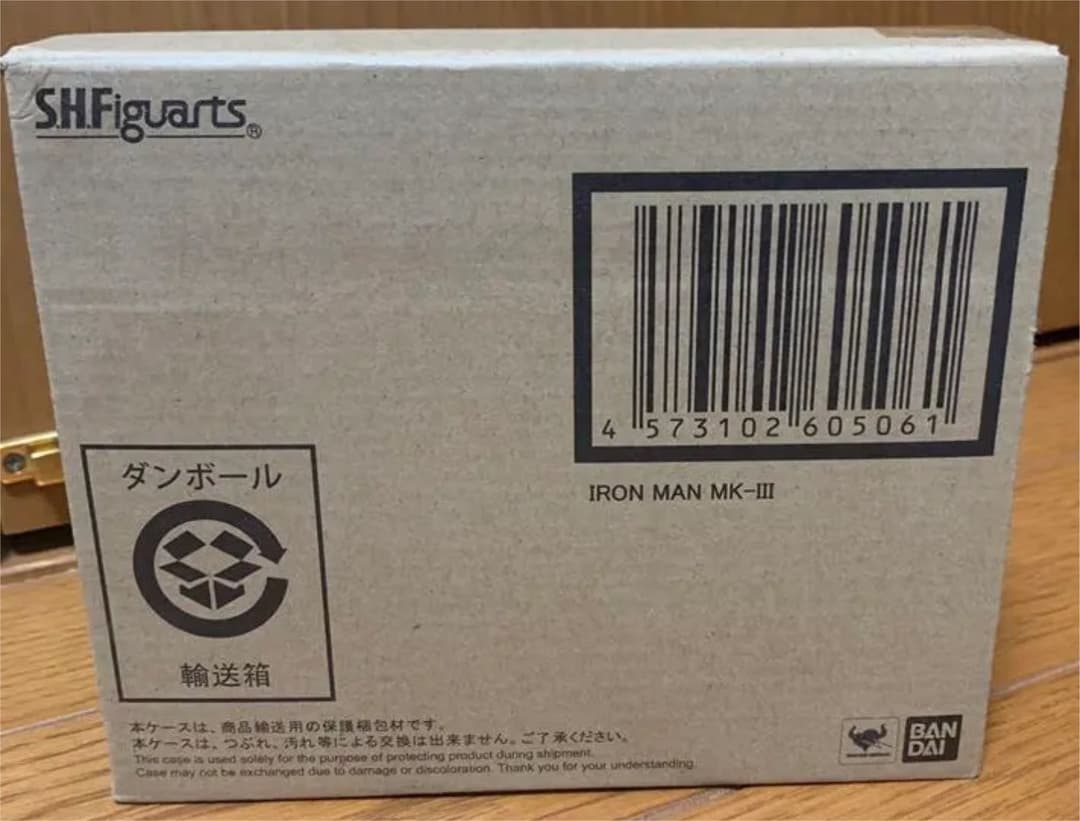 S.H.Figuarts®
4 573102 605061
IRON MAN MK-III
ダンボール
輸送箱
本ケースは、商品輸送用の保護梱包材です。
本ケースは、つぶれ、汚れ等による交換は出来ません。ご了承ください。
This case is used solely for the purpose of protecting product during shipment.
Case may not be exchanged due to damage or discoloration. Thank you for your understanding.
BAN
DAI